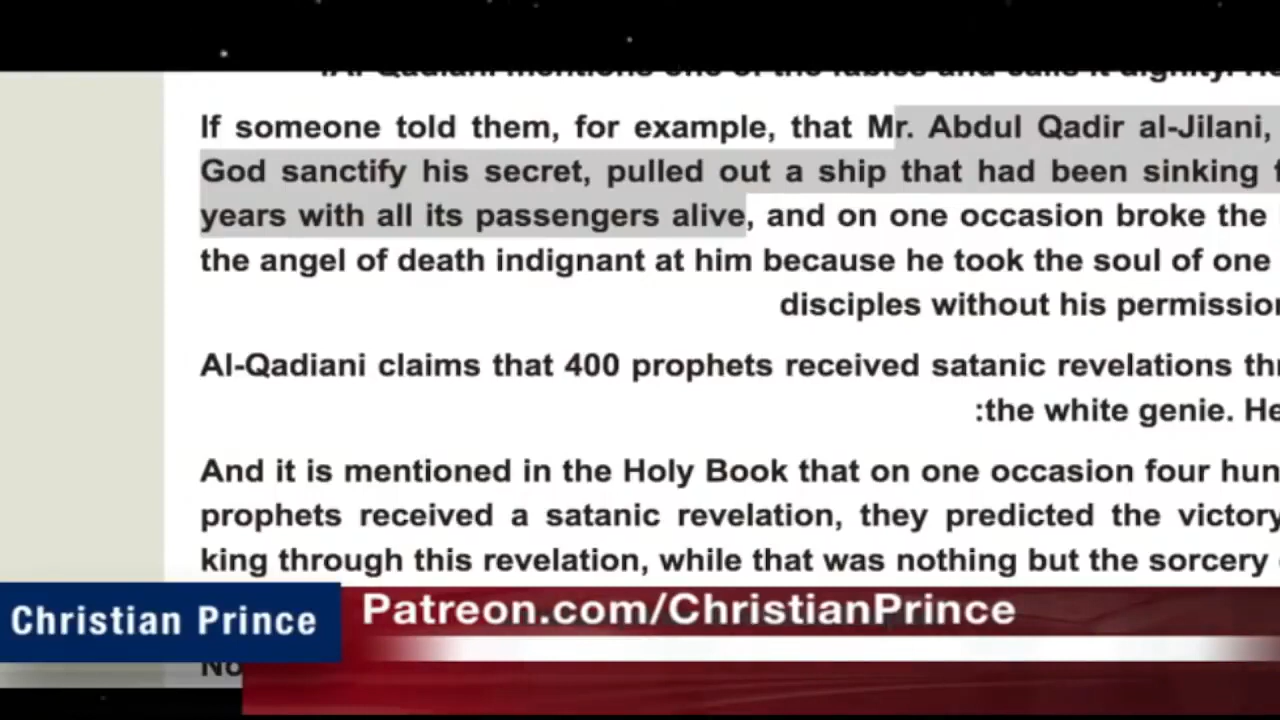 If someone told them, for example, that Mr. Abdul Qadir al-Jilani,
God sanctify his secret, pulled out a ship that had been sinking
years with all its passengers alive, and on one occasion broke the
the angel of death indignant at him because he took the soul of one
disciples without his permission
Al-Qadiani claims that 400 prophets received satanic revelations
:the white genie. He
And it is mentioned in the Holy Book that on one occasion four
prophets received a satanic revelation, they predicted the victory
king through this revelation, while that was nothing but the sorcery
Christian Prince
Patreon.com/ChristianPrince